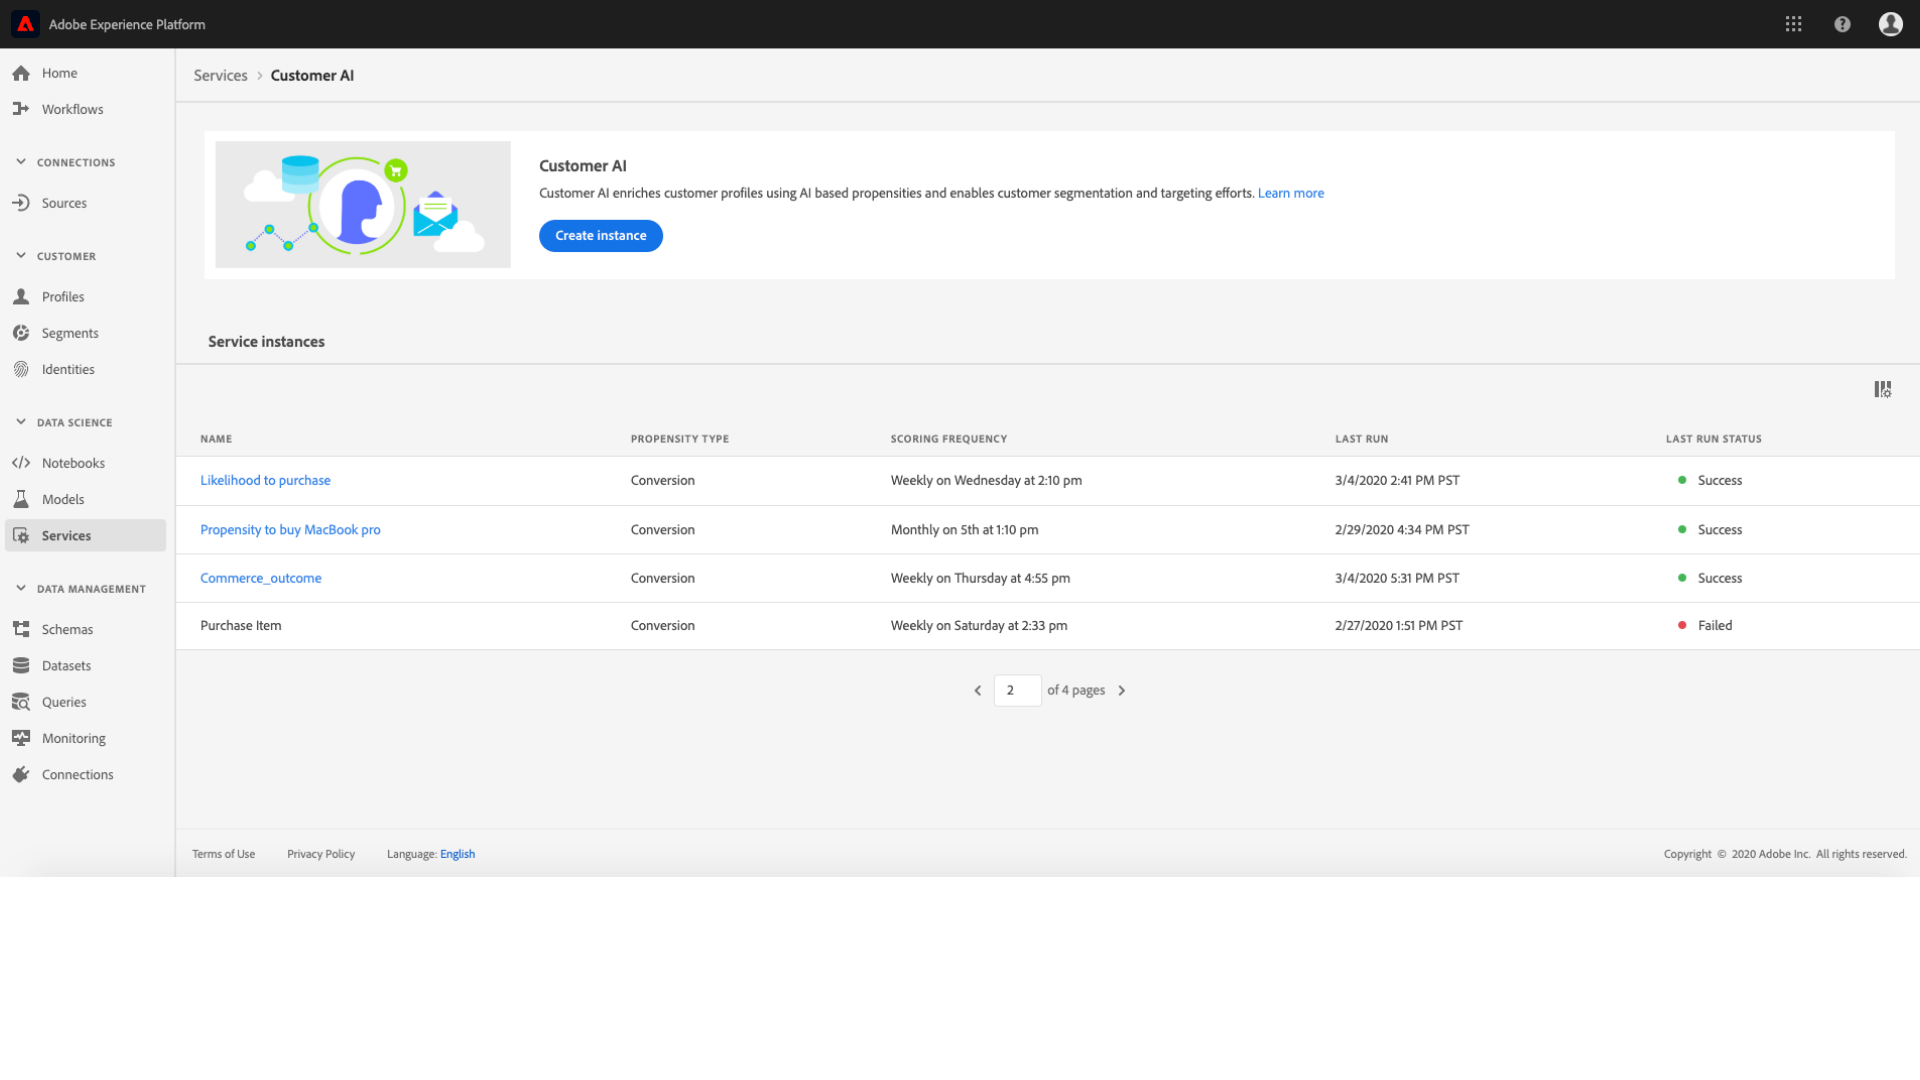 Adobe Experience Platform
Home
Workflows
CONNECTIONS
Sources
CUSTOMER
Profiles
Segments
Identities
DATA SCIENCE
Notebooks
Models
Services
DATA MANAGEMENT
Schemas
Datasets
Queries
Monitoring
Connections
Services > Customer AI
Customer AI
Customer AI enriches customer profiles using AI based propensities and enables customer segmentation and targeting efforts. Learn more
Create instance
Service instances
NAME PROPENSITY TYPE SCORING FREQUENCY LAST RUN LAST RUN STATUS
Likelihood to purchase Conversion Weekly on Wednesday at 2:10 pm 3/4/2020 2:41 PM PST Success
Propensity to buy MacBook pro Conversion Monthly on 5th at 1:10 pm 2/29/2020 4:34 PM PST Success
Commerce_outcome Conversion Weekly on Thursday at 4:55 pm 3/4/2020 5:31 PM PST Success
Purchase Item Conversion Weekly on Saturday at 2:33 pm 2/27/2020 1:51 PM PST Failed
2 of 4 pages
Terms of Use Privacy Policy Language: English Copyright © 2020 Adobe Inc. All rights reserved.